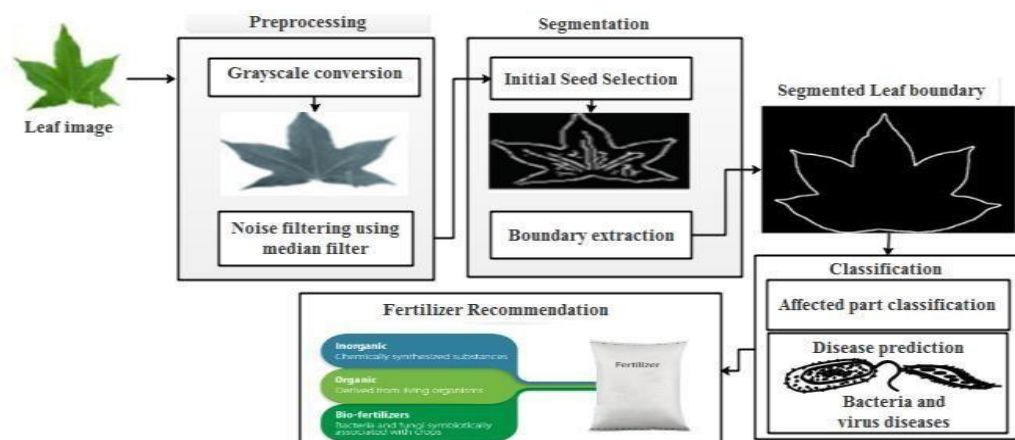 Preprocessing
Segmentation
Leaf image
Grayscale conversion
Noise filtering using
median filter
Initial Seed Selection
Boundary extraction
Segmented Leaf boundary
Classification
Affected part classification
Disease prediction
Bacteria and
virus diseases
Fertilizer Recommendation
Inorganic
Chemically synthesized substances
Organic
Derived from living organisms
Bio-fertilizers
Bacteria and fungi symbiotically
associated with crops
Fertilizer